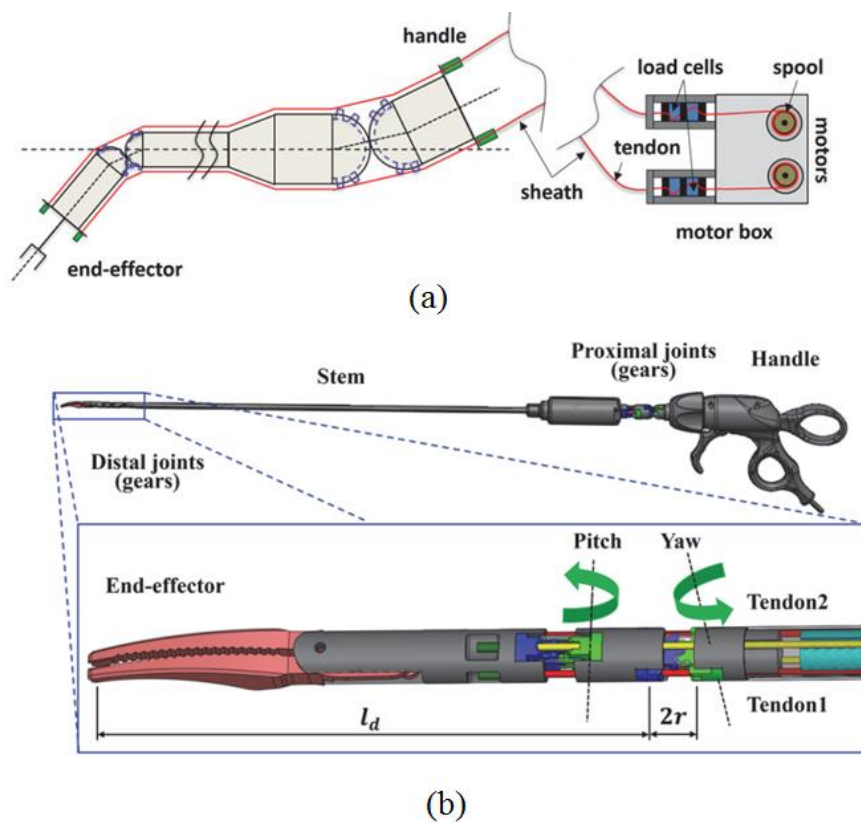 handle
load cells
spool
motors
tendon
sheath
motor box
end-effector
(a)
Proximal joints
(gears)
Handle
Stem
Distal joints
(gears)
Pitch
Yaw
End-effector
Tendon2
Tendon1
l_d
2r
(b)